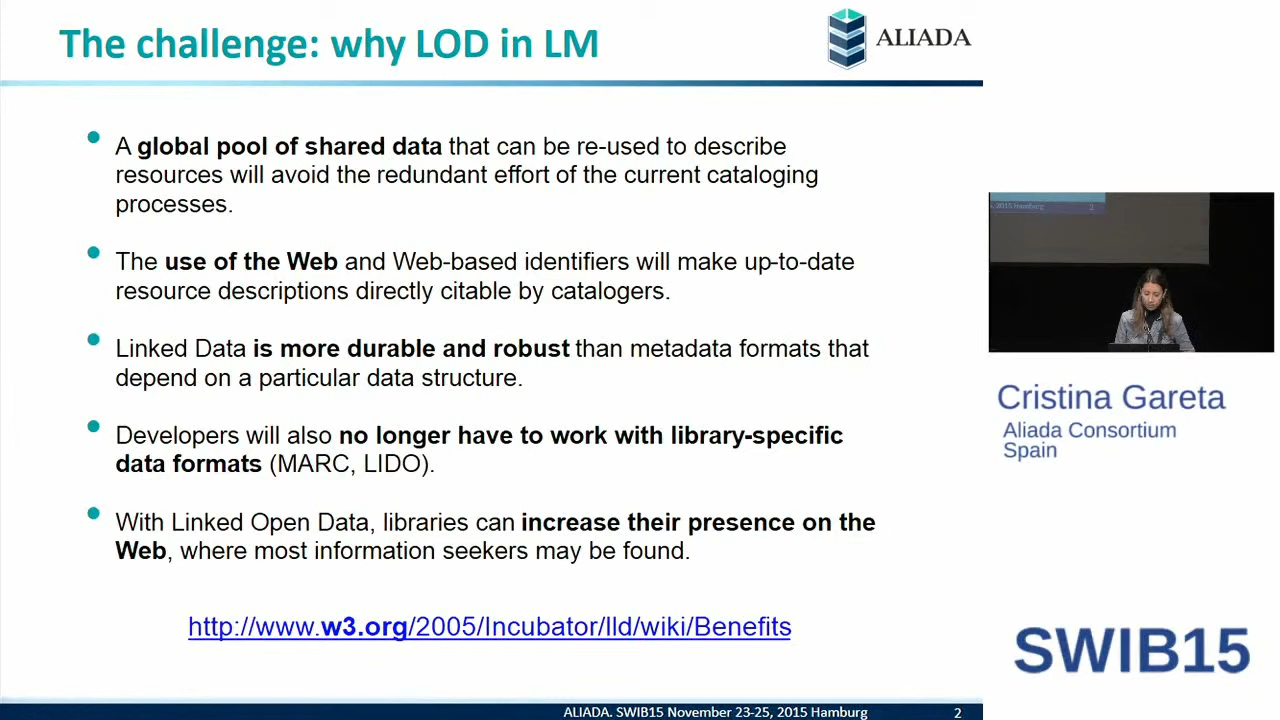 The challenge: why LOD in LM
ALIADA
• A global pool of shared data that can be re-used to describe
resources will avoid the redundant effort of the current cataloging
processes.
• The use of the Web and Web-based identifiers will make up-to-date
resource descriptions directly citable by catalogers.
• Linked Data is more durable and robust than metadata formats that
depend on a particular data structure.
• Developers will also no longer have to work with library-specific
data formats (MARC, LIDO).
• With Linked Open Data, libraries can increase their presence on the
Web, where most information seekers may be found.
http://www.w3.org/2005/Incubator/lld/wiki/Benefits
ALIADA. SWIB15 November 23-25, 2015 Hamburg 2
, 2015 Hamburg 2
Cristina Gareta
Aliada Consortium
Spain
SWIB15